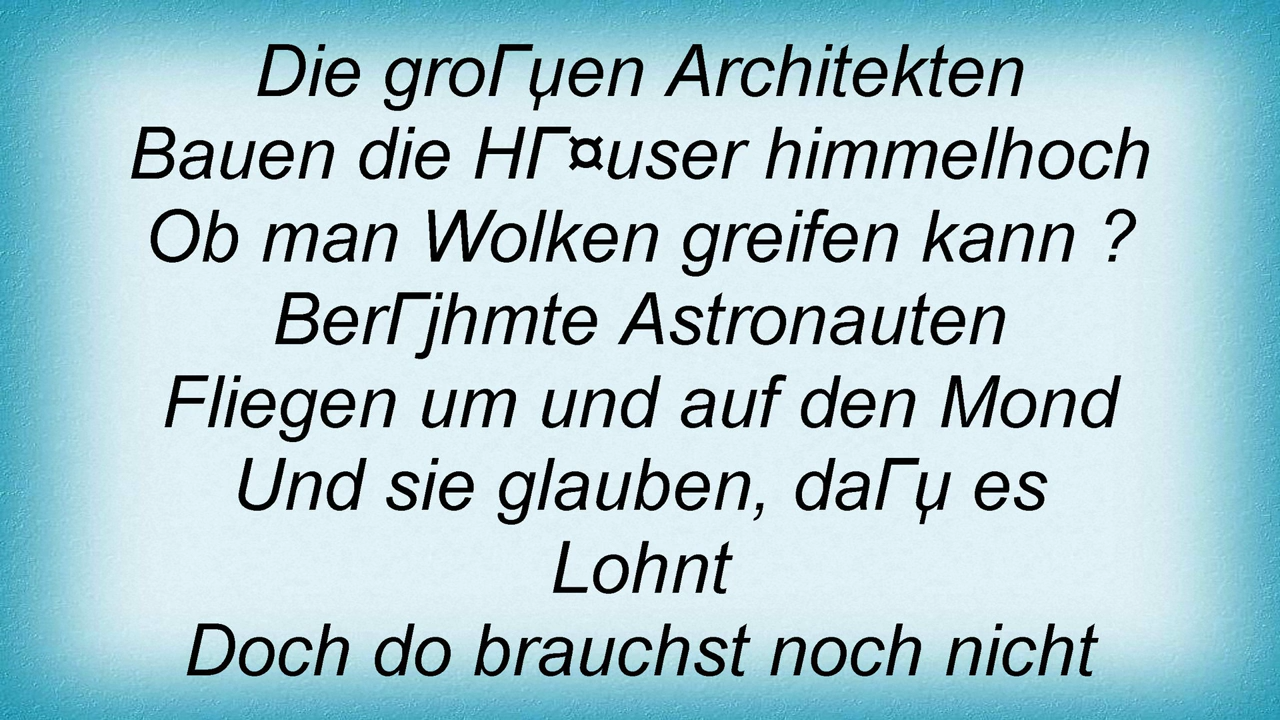 Die groΓџen Architekten
Bauen die HΓ¤user himmelhoch
Ob man Wolken greifen kann ?
BerΓјhmte Astronauten
Fliegen um und auf den Mond
Und sie glauben, daΓџ es
Lohnt
Doch do brauchst noch nicht